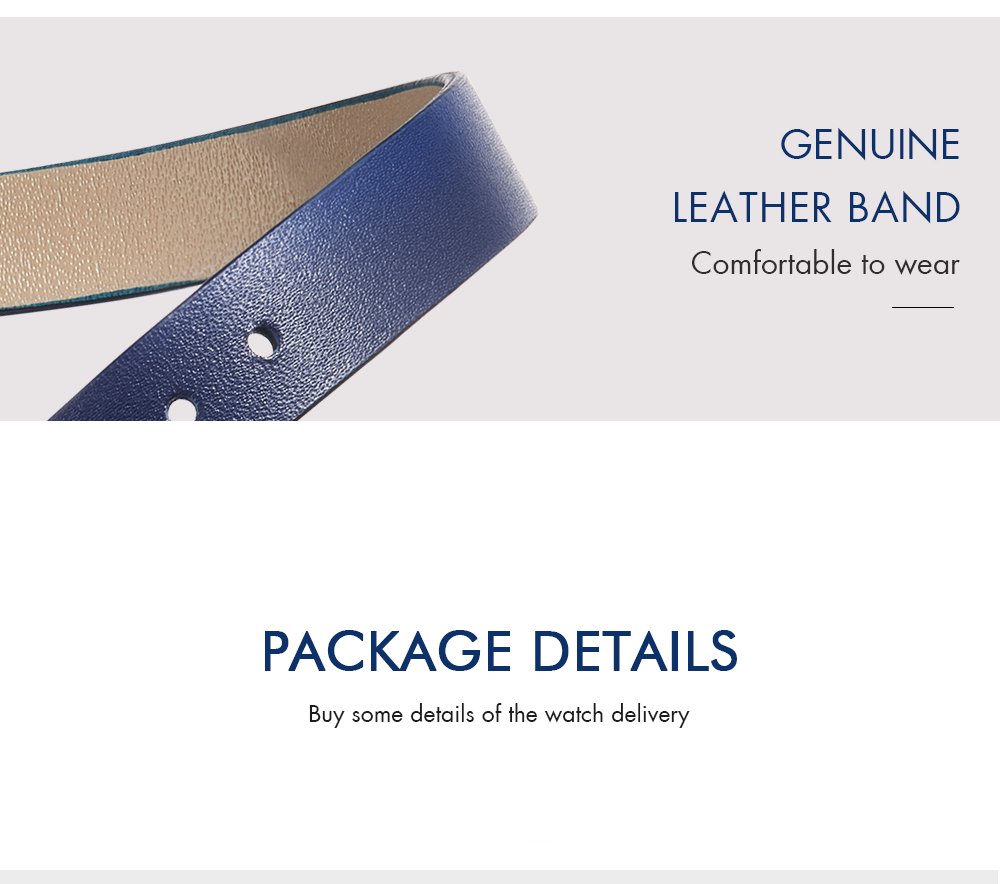 GENUINE
LEATHER BAND
Comfortable to wear
PACKAGE DETAILS
Buy some details of the watch delivery